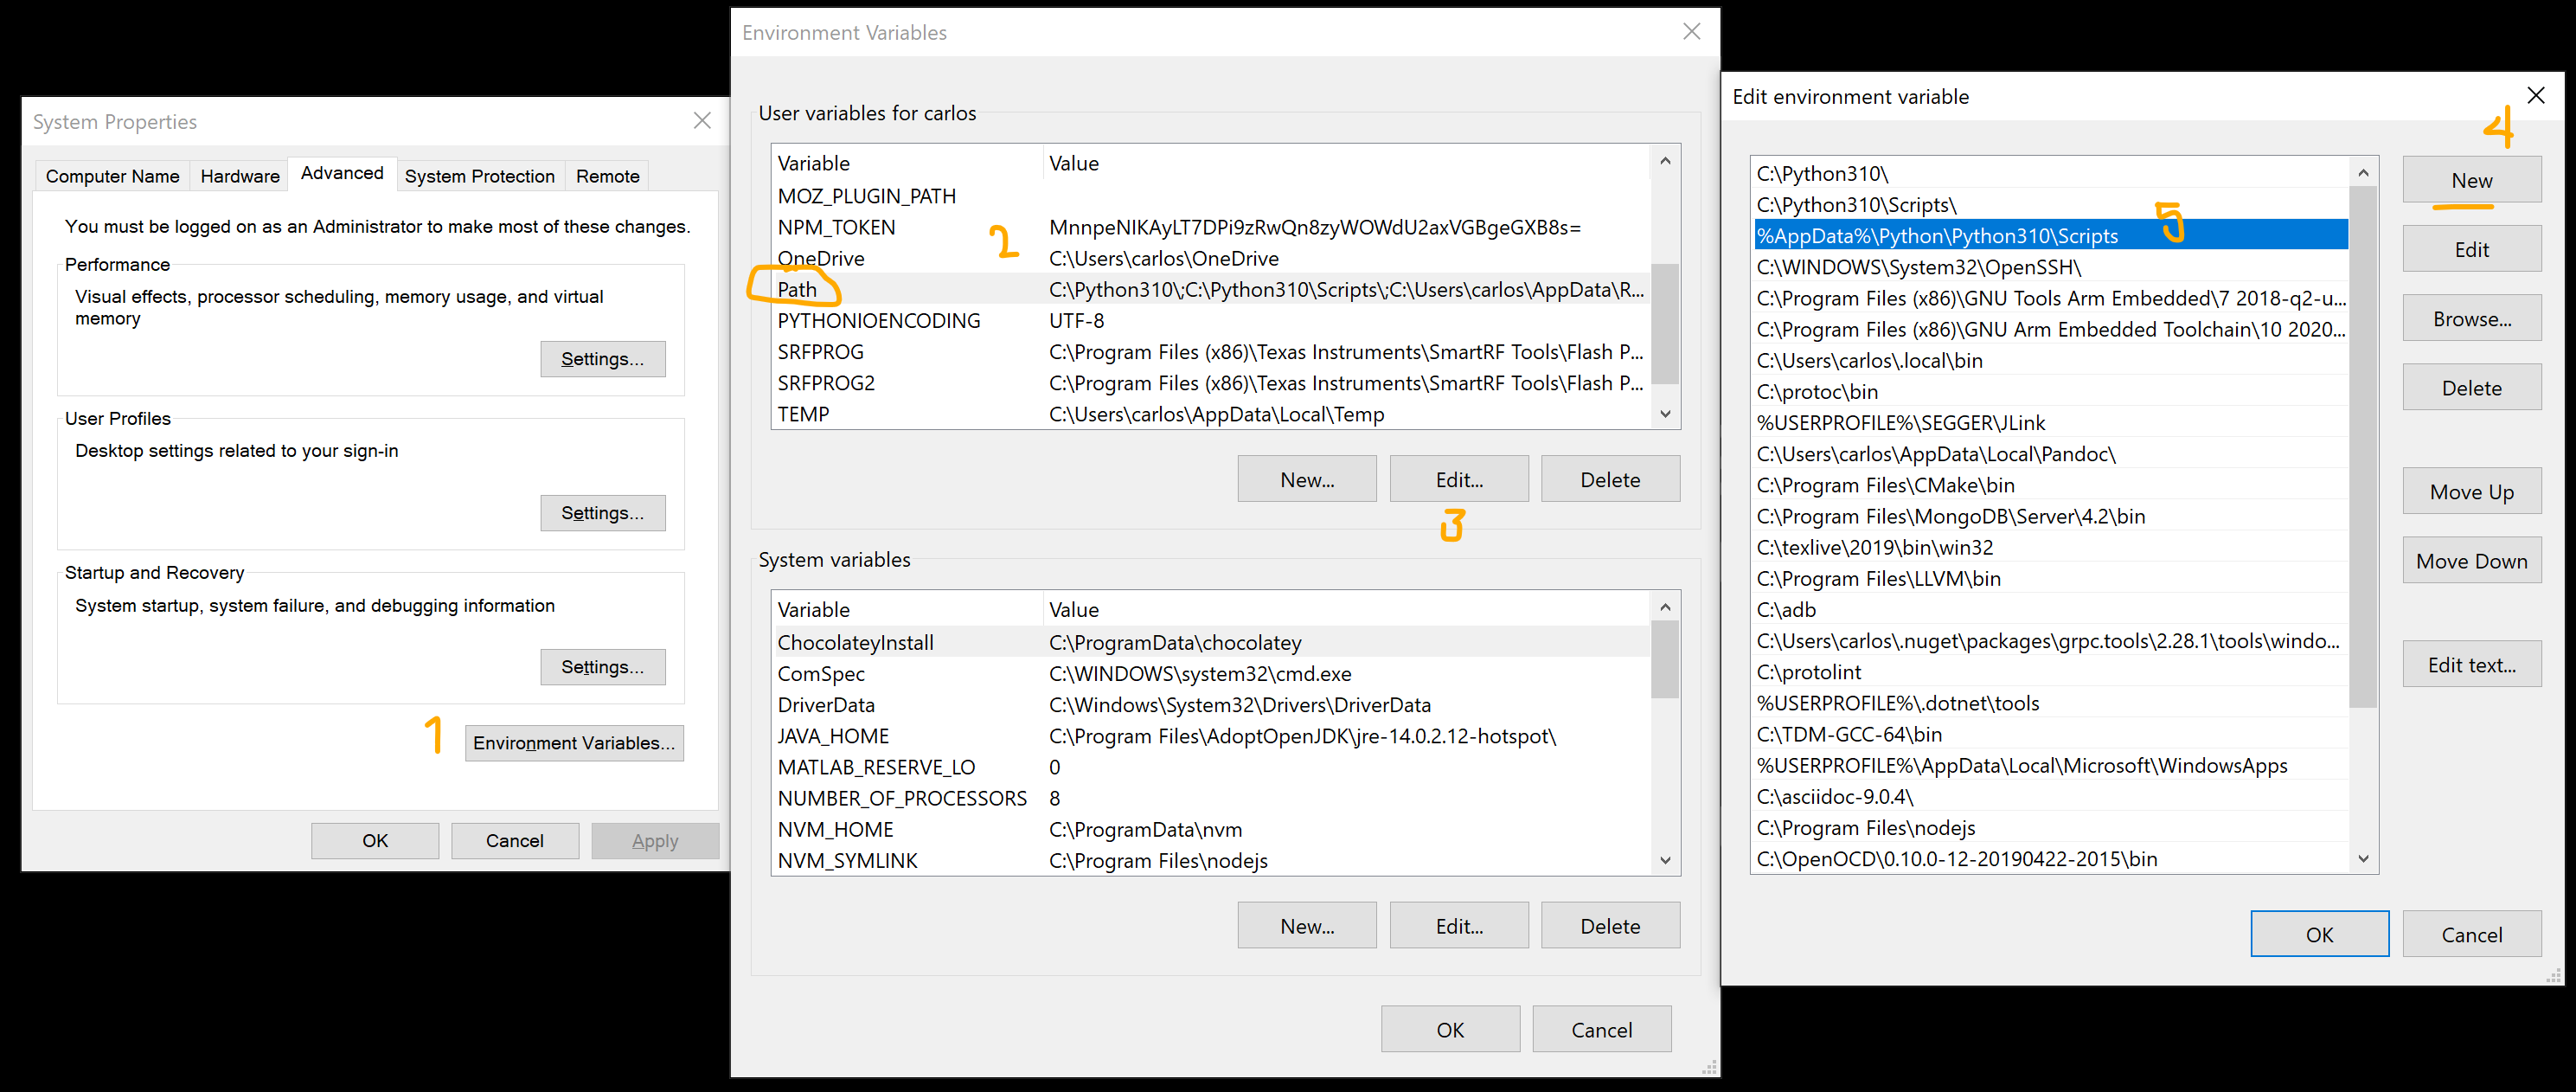 System Properties
Computer Name
Hardware
Advanced
System Protection
Remote
You must be logged on as an Administrator to make most of these changes.
Performance
Visual effects, processor scheduling, memory usage, and virtual
memory
Settings...
User Profiles
Desktop settings related to your sign-in
Settings...
Startup and Recovery
System startup, system failure, and debugging information
Settings...
1
Environment Variables...
OK
Cancel
Apply
Environment Variables
User variables for carlos
Variable Value
MOZ_PLUGIN_PATH
NPM_TOKEN MnnpeNIKAyLT7DPi9zRwQn8zyWOWdU2axVGBgeGXB8s=
2
OneDrive C:\Users\carlos\OneDrive
Path C:\Python310\;C:\Python310\Scripts\;C:\Users\carlos\AppData\R...
PYTHONIOENCODING UTF-8
SRFPROG C:\Program Files (x86)\Texas Instruments\SmartRF Tools\Flash P...
SRFPROG2 C:\Program Files (x86)\Texas Instruments\SmartRF Tools\Flash P...
TEMP C:\Users\carlos\AppData\Local\Temp
New...
Edit...
Delete
3
System variables
Variable Value
ChocolateyInstall C:\ProgramData\chocolatey
ComSpec C:\WINDOWS\system32\cmd.exe
DriverData C:\Windows\System32\Drivers\DriverData
JAVA_HOME C:\Program Files\AdoptOpenJDK\jre-14.0.2.12-hotspot\
MATLAB_RESERVE_LO 0
NUMBER_OF_PROCESSORS 8
NVM_HOME C:\ProgramData\nvm
NVM_SYMLINK C:\Program Files\nodejs
New...
Edit...
Delete
OK
Cancel
Edit environment variable
4
C:\Python310\
C:\Python310\Scripts\
5
%AppData%\Python\Python310\Scripts
C:\WINDOWS\System32\OpenSSH\
C:\Program Files (x86)\GNU Tools Arm Embedded\7 2018-q2-u...
C:\Program Files (x86)\GNU Arm Embedded Toolchain\10 2020...
C:\Users\carlos\.local\bin
C:\protoc\bin
%USERPROFILE%\SEGGER\JLink
C:\Users\carlos\AppData\Local\Pandoc\
C:\Program Files\CMake\bin
C:\Program Files\MongoDB\Server\4.2\bin
C:\texlive\2019\bin\win32
C:\Program Files\LLVM\bin
C:\adb
C:\Users\carlos\.nuget\packages\grpc.tools\2.28.1\tools\windo...
C:\protolint
%USERPROFILE%\.dotnet\tools
C:\TDM-GCC-64\bin
%USERPROFILE%\AppData\Local\Microsoft\WindowsApps
C:\asciidoc-9.0.4\
C:\Program Files\nodejs
C:\OpenOCD\0.10.0-12-20190422-2015\bin
New
Edit
Browse...
Delete
Move Up
Move Down
Edit text...
OK
Cancel